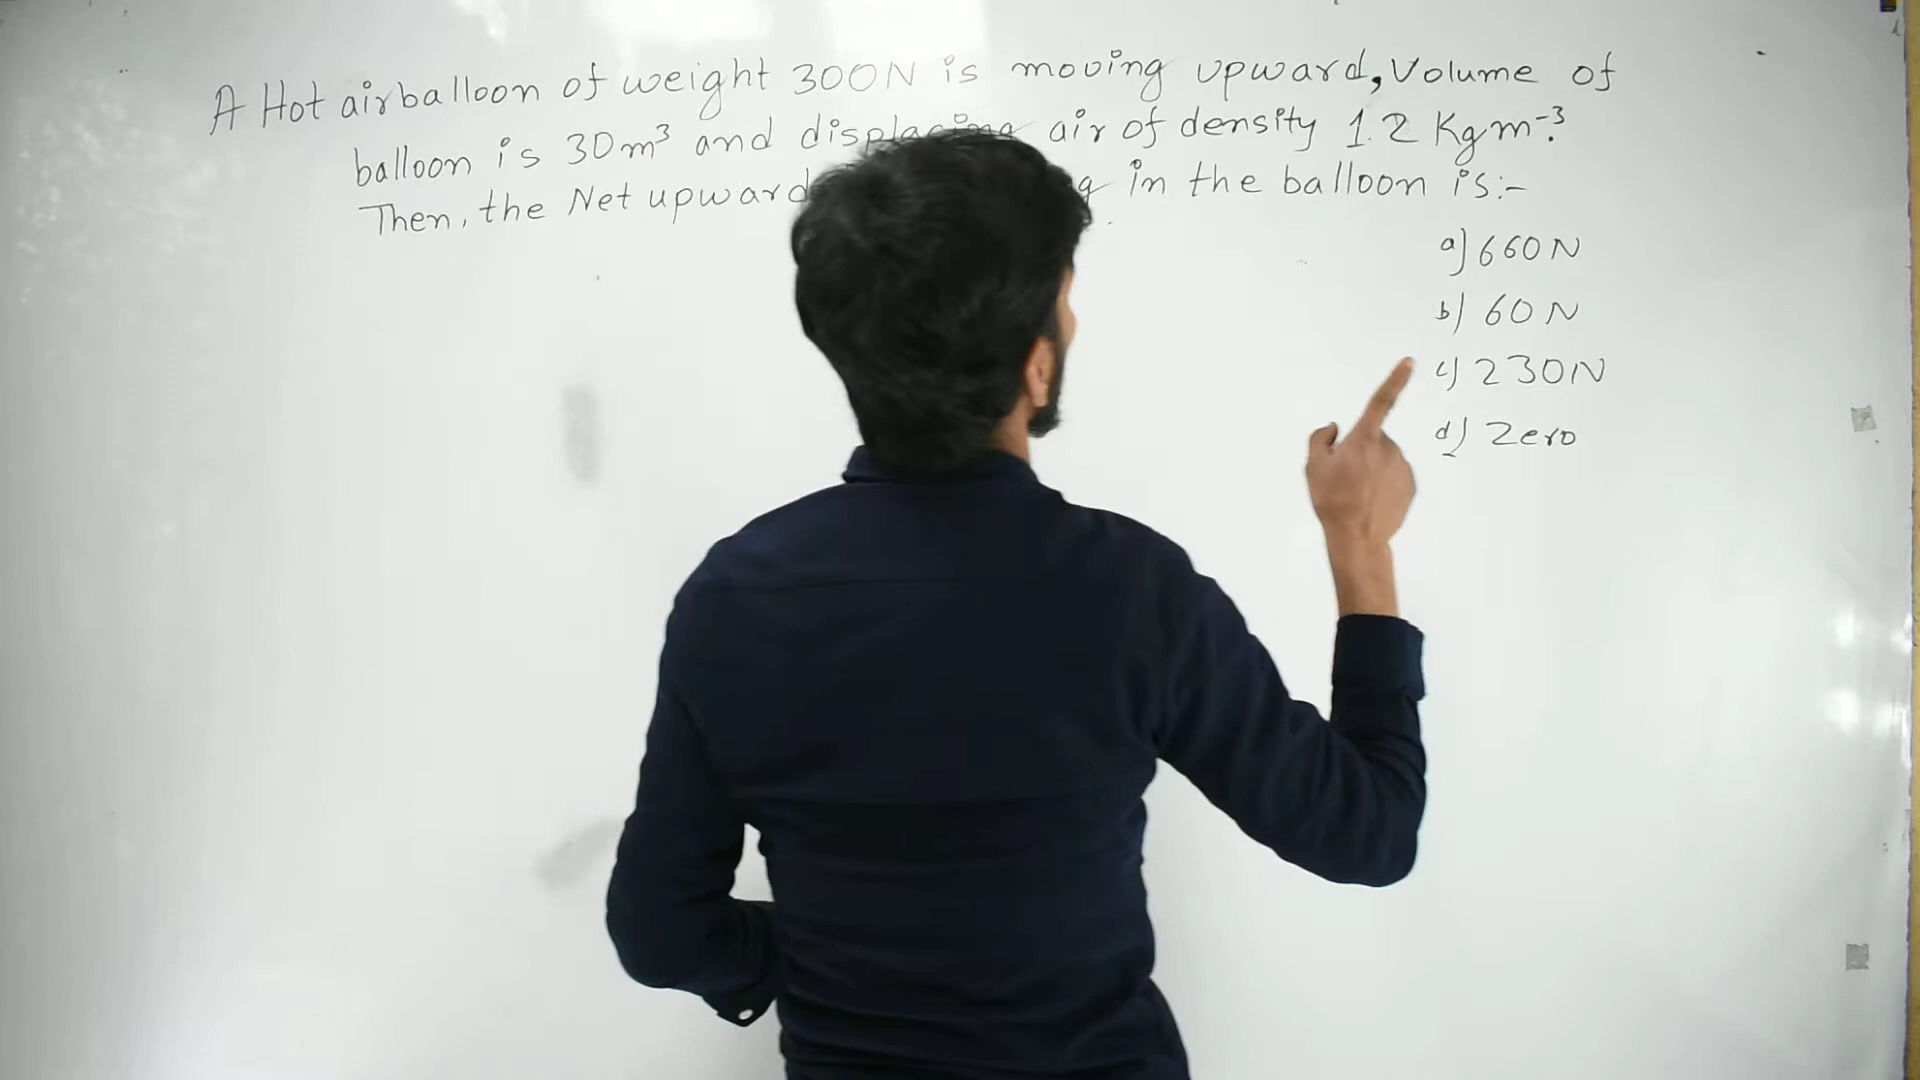 A Hot airballoon of weight 300N is moving upward, Volume of
balloon is 30m³ and displacing air of density 1.2 Kgm⁻³.
Then, the Net upward in the balloon is:-
a) 660N
b) 60N
c) 230N
d) Zero